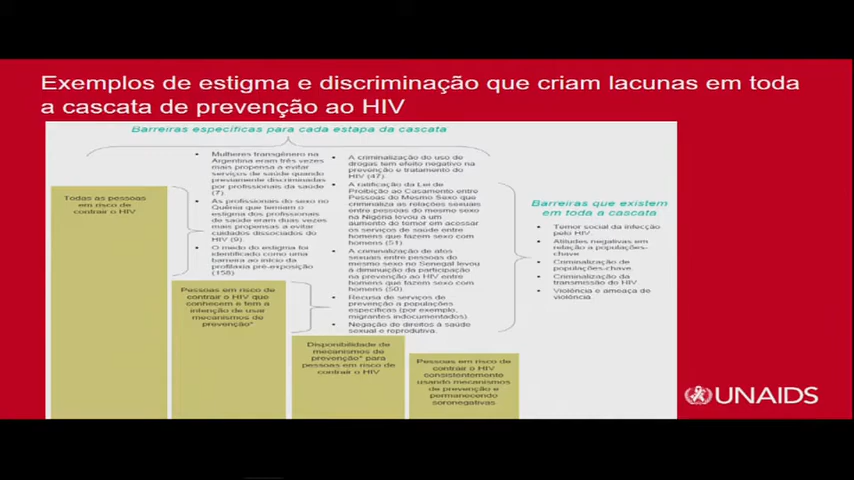 Exemplos de estigma e discriminação que criam lacunas em toda
a cascata de prevenção ao HIV
Barreiras específicas para cada estapa da cascata
• Mulheres transgênero na
Argentina eram três vezes
mais propensa a evitar
serviços de saúde quando
previamente discriminadas
por profissionais da saúde
(7).
• As profissionais do sexo no
Quênia que temiam o
estigma dos profissionais
de saúde eram duas vezes
mais propensas a evitar
cuidados dissociados do
HIV (9)
• O medo do estigma foi
identificado como uma
barreira ao início da
profilaxia pré-exposição
(158)
• A criminalização do uso de
drogas tem efeito negativo na
prevenção e tratamento do
HIV (47).
• A ratificação da Lei de
Proibição ao Casamento entre
Pessoas do Mesmo Sexo que
criminaliza as relações sexuais
entre pessoas do mesmo sexo
na Nigéria levou a um
aumento do temor em acessar
os serviços de saúde entre
homens que fazem sexo com
homens (51)
• A criminalização de atos
sexuais entre pessoas do
mesmo sexo no Senegal levou
à diminuição da participação
na prevenção ao HIV entre
homens que fazem sexo com
homens (50).
• Recusa de serviços de
prevenção a populações
específicas (por exemplo,
migrantes indocumentados).
• Negação de direitos à saúde
sexual e reprodutiva.
Barreiras que existem
em toda a cascata
• Temor social da infecção
pelo HIV.
• Atitudes negativas em
relação a populações-
chave
• Criminalização de
populações-chave.
• Criminalização da
transmissão do HIV.
• Violência e ameaça de
violência.
Todas as pessoas
em risco de
contrair o HIV
Pessoas em risco de
contrair o HIV que
conhecem e tem a
intenção de usar
mecanismos de
prevenção*
Disponibilidade de
mecanismos de
prevenção* para
pessoas em risco de
contrair o HIV
Pessoas em risco de
contrair o HIV
consistentemente
usando mecanismos
de prevenção e
permanecendo
soronegativas.
UNAIDS